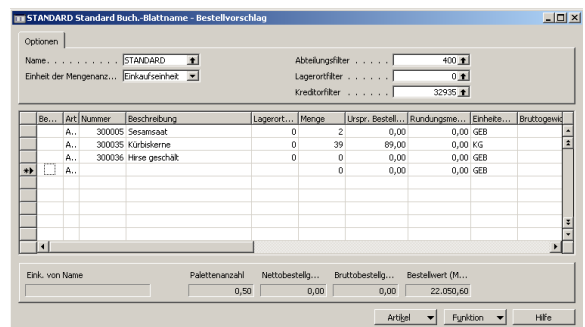 STANDARD Standard Buch.-Blattname - Bestellvorschlag
Optionen
Name. . . . . . . . . . . STANDARD Abteilungsfilter . . . . . 400
Einheit der Mengenanz... Einkaufseinheit Lagerortfilter . . . . . . 0
Kreditorfilter . . . . . . 32935
Be... Art Nummer Beschreibung Lagerort... Menge Urspr. Bestell... Rundungsme... Einheite... Bruttogewic
A.. 300005 Sesamsaat 0 2 0,00 0,00 GEB
A.. 300035 Kürbiskerne 0 39 89,00 0,00 KG
A.. 300036 Hirse geschält 0 0 0,00 0,00 GEB
A.. 0 0,00 0,00 GEB
Eink. von Name Palettenanzahl Nettobestellg... Bruttobestellg... Bestellwert (M...
0,50 0,00 0,00 22.050,60
Artikel Funktion Hilfe